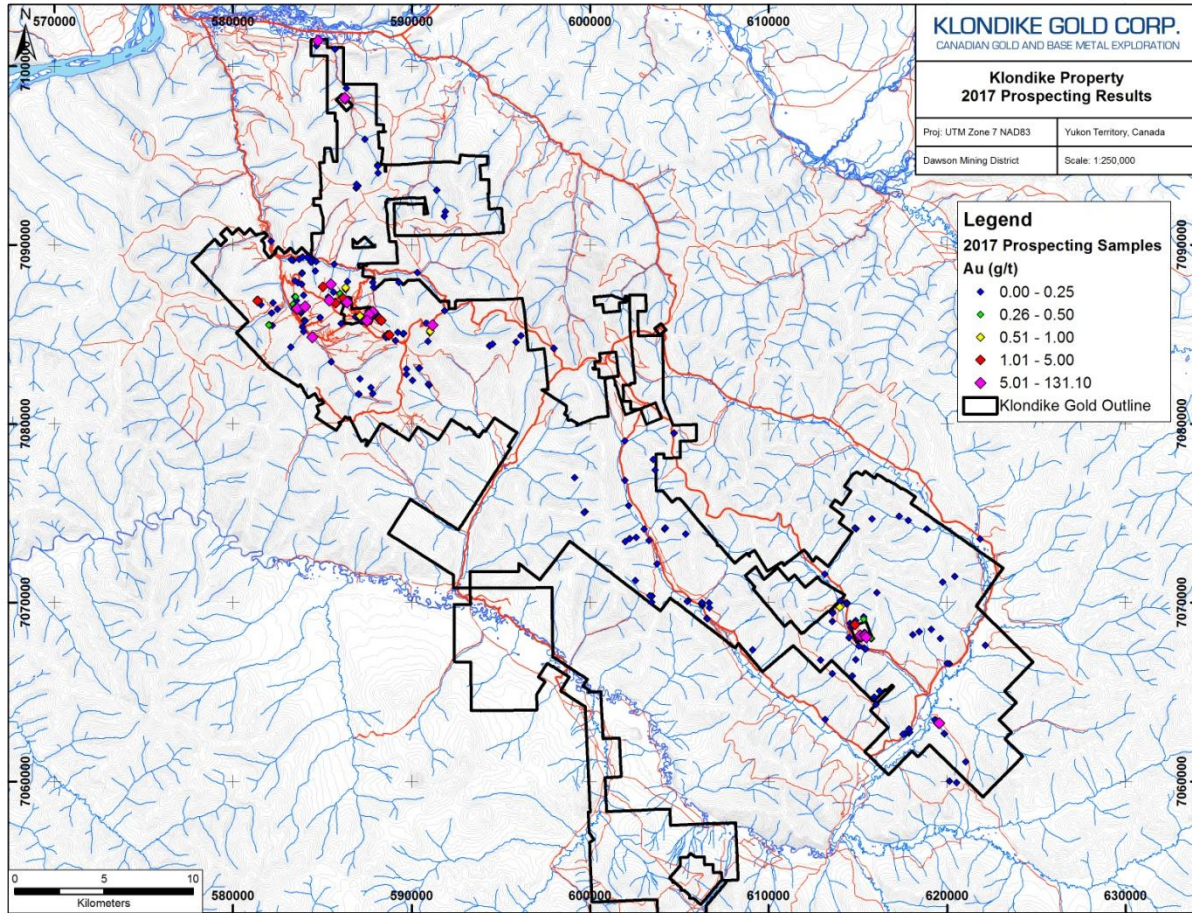 570000 580000 590000 600000 610000
N
KLONDIKE GOLD CORP.
CANADIAN GOLD AND BASE METAL EXPLORATION
Klondike Property
2017 Prospecting Results
Proj: UTM Zone 7 NAD83 Yukon Territory, Canada
Dawson Mining District Scale: 1:250,000
7100000
Legend
2017 Prospecting Samples
Au (g/t)
0.00 - 0.25
0.26 - 0.50
0.51 - 1.00
1.01 - 5.00
5.01 - 131.10
Klondike Gold Outline
7090000 7090000
7080000 7080000
7070000 7070000
7060000 7060000
0 5 10
Kilometers
580000 590000 600000 610000 620000 630000